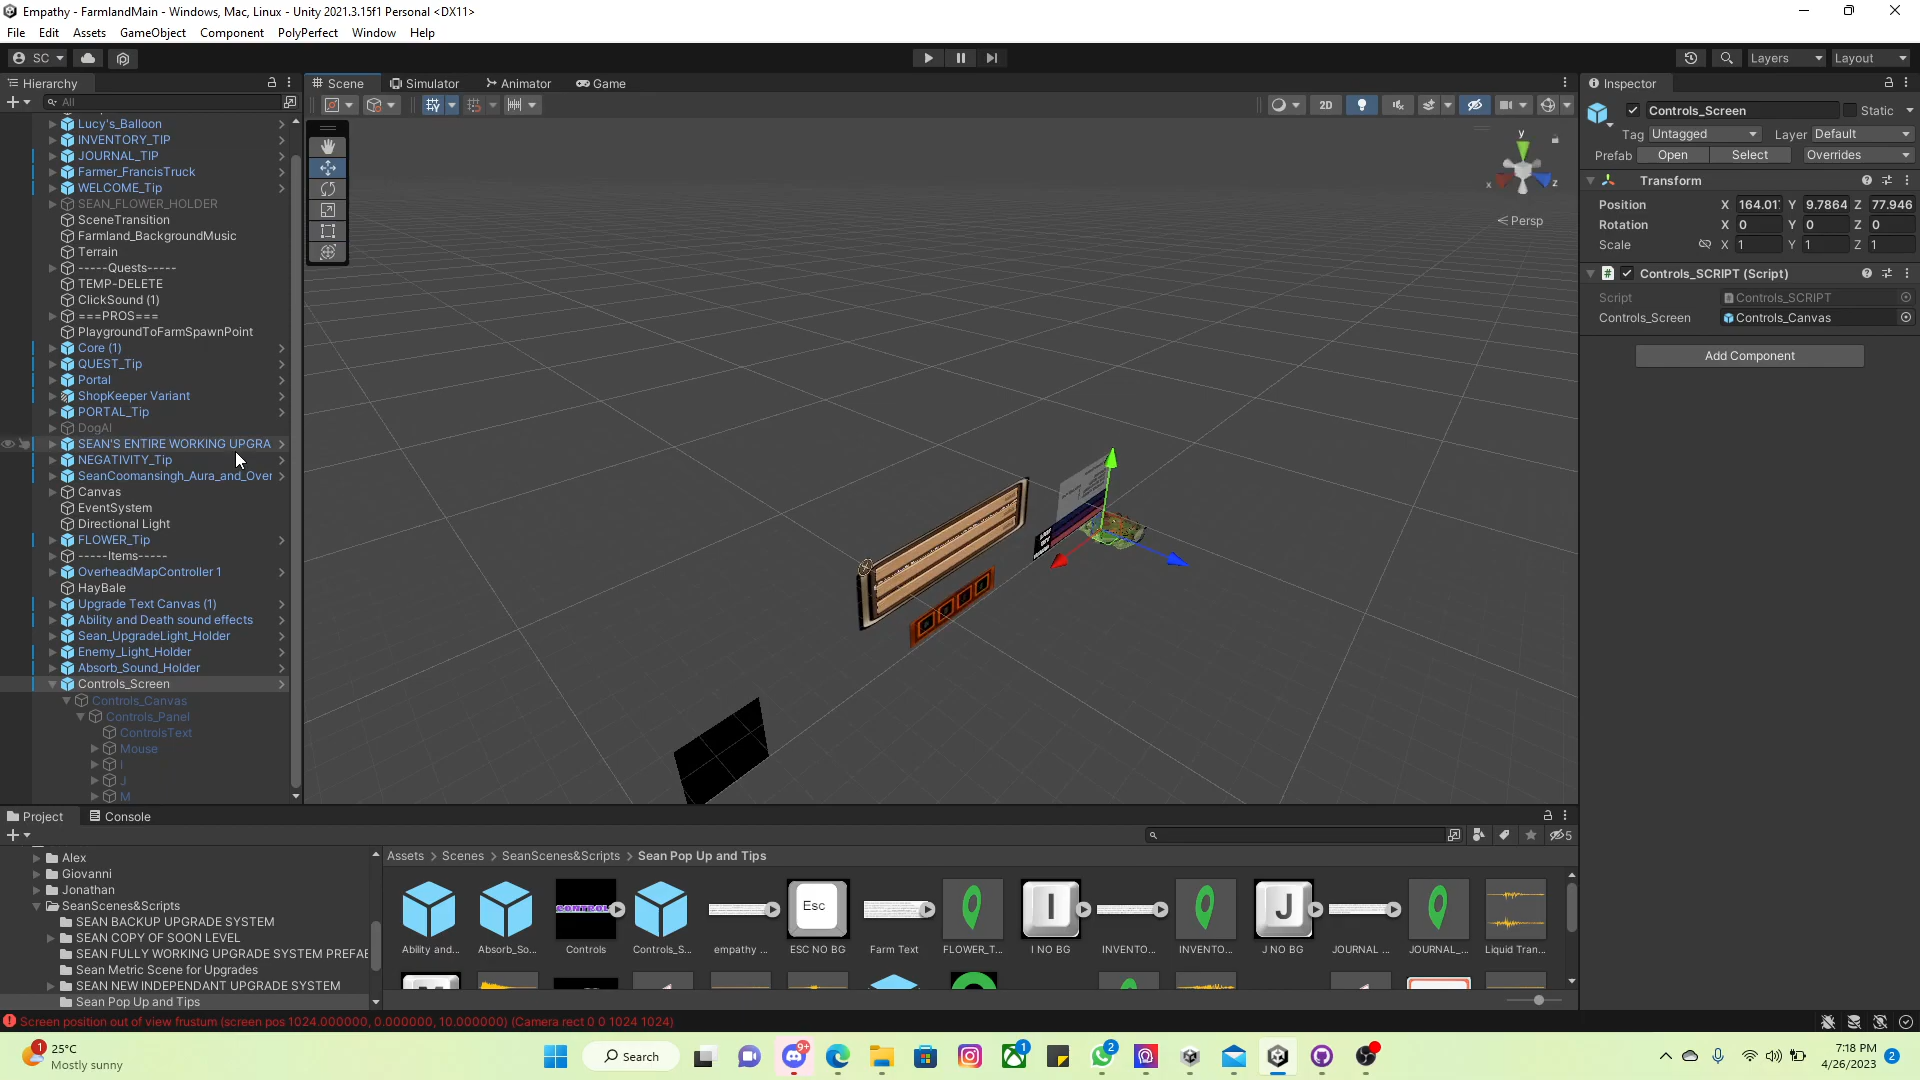 Empathy - FarmlandMain - Windows, Mac, Linux - Unity 2021.3.15f1 Personal <DX11>
File Edit Assets GameObject Component PolyPerfect Window Help
SC Layers Layout
Hierarchy
All
Lucy's_Balloon
INVENTORY_TIP
JOURNAL_TIP
Farmer_FrancisTruck
WELCOME_Tip
SEAN_FLOWER_HOLDER
SceneTransition
Farmland_BackgroundMusic
Terrain
-----Quests-----
TEMP-DELETE
ClickSound (1)
===PROS===
PlaygroundToFarmSpawnPoint
Core (1)
QUEST_Tip
Portal
ShopKeeper Variant
PORTAL_Tip
DogAI
SEAN'S ENTIRE WORKING UPGRA
NEGATIVITY_Tip
SeanCoomansingh_Aura_and_Over
Canvas
EventSystem
Directional Light
FLOWER_Tip
-----Items-----
OverheadMapController 1
HayBale
Upgrade Text Canvas (1)
Ability and Death sound effects
Sean_UpgradeLight_Holder
Enemy_Light_Holder
Absorb_Sound_Holder
Controls_Screen
Controls_Canvas
Controls_Panel
ControlsText
Mouse
I
J
M
Scene Simulator Animator Game
2D
y
x z
Persp
Inspector
Controls_Screen Static
Tag Untagged Layer Default
Prefab Open Select Overrides
Transform
Position X 164.01 Y 9.7864 Z 77.946
Rotation X 0 Y 0 Z 0
Scale X 1 Y 1 Z 1
Controls_SCRIPT (Script)
Script Controls_SCRIPT
Controls_Screen Controls_Canvas
Add Component
Project Console
5
Alex
Giovanni
Jonathan
SeanScenes&Scripts
SEAN BACKUP UPGRADE SYSTEM
SEAN COPY OF SOON LEVEL
SEAN FULLY WORKING UPGRADE SYSTEM PREFAE
Sean Metric Scene for Upgrades
SEAN NEW INDEPENDANT UPGRADE SYSTEM
Sean Pop Up and Tips
Assets > Scenes > SeanScenes&Scripts > Sean Pop Up and Tips
Esc I J
Ability and... Absorb_So... Controls Controls_S... empathy ... ESC NO BG Farm Text FLOWER_T... I NO BG INVENTO... INVENTO... J NO BG JOURNAL ... JOURNAL_... Liquid Tran...
Screen position out of view frustum (screen pos 1024.000000, 0.000000, 10.000000) (Camera rect 0 0 1024 1024)
1 25°C
Mostly sunny
Search
9+
1
2
7:18 PM
4/26/2023
2